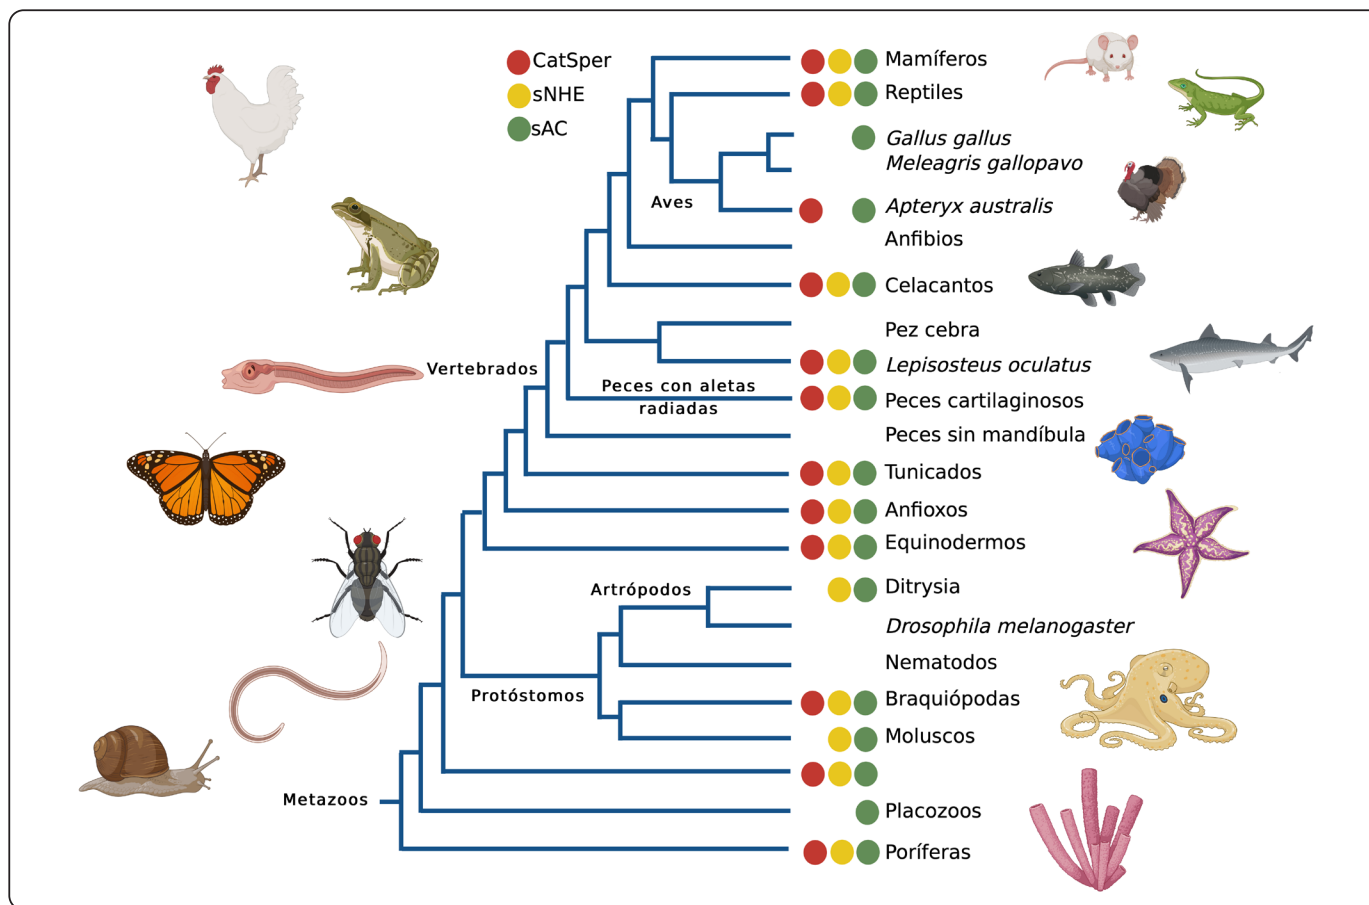 CatSper
sNHE
sAC
Mamíferos
Reptiles
Gallus gallus
Meleagris gallopavo
Aves
Apteryx australis
Anfibios
Celacantos
Pez cebra
Vertebrados
Lepisosteus oculatus
Peces con aletas
radiadas
Peces cartilaginosos
Peces sin mandíbula
Tunicados
Anfioxos
Equinodermos
Artrópodos
Ditrysia
Drosophila melanogaster
Nematodos
Protóstomos
Braquiópodas
Moluscos
Metazoos
Placozoos
Poríferas